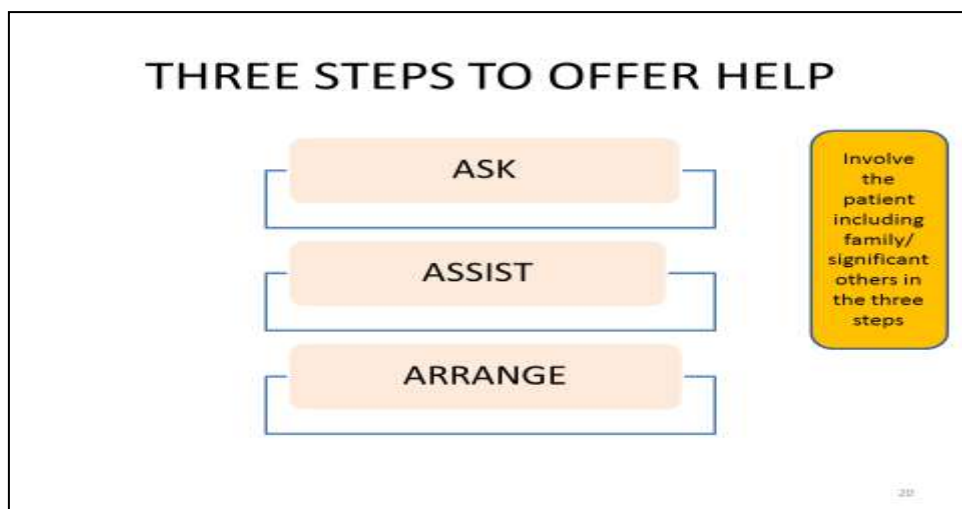 THREE STEPS TO OFFER HELP
ASK
ASSIST
ARRANGE
Involve
the
patient
including
family/
significant
others in
the three
steps
20